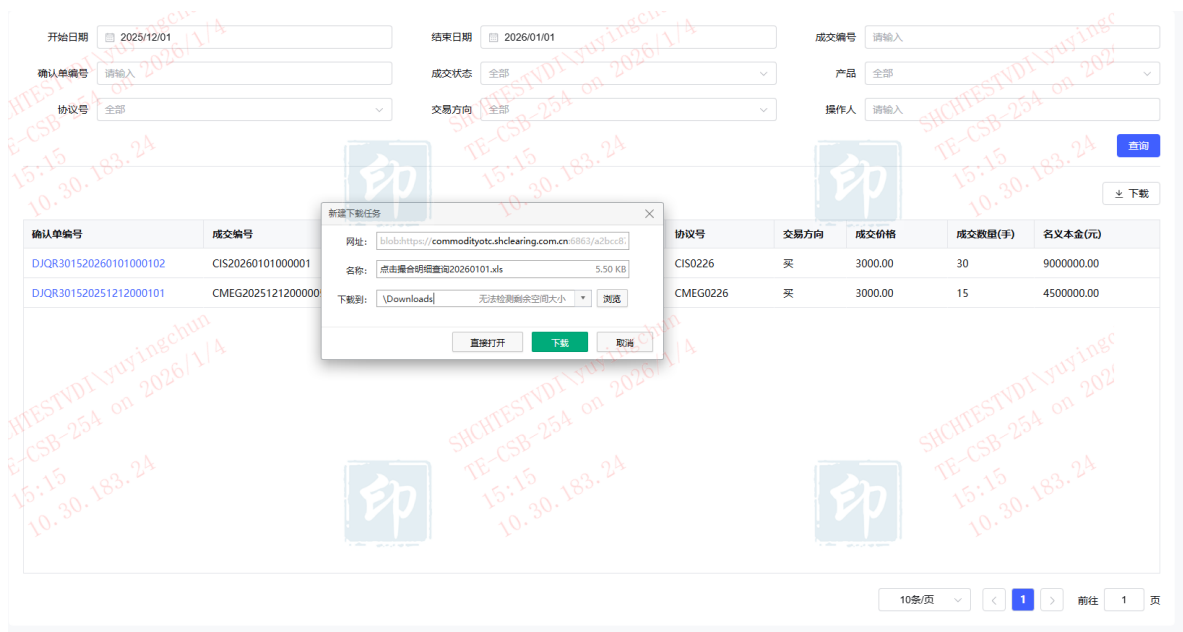 开始日期 2025/12/01 结束日期 2026/01/01 成交编号 请输入
确认单编号 请输入 成交状态 全部 产品 全部
协议号 全部 交易方向 全部 操作人 请输入
查询
下载
确认单编号 成交编号 协议号 交易方向 成交价格 成交数量(手) 名义本金(元)
DJQR301520260101000102 CIS20260101000001 CIS0226 买 3000.00 30 9000000.00
DJQR301520251212000101 CMEG2025121200000 CMEG0226 买 3000.00 15 4500000.00
新建下载任务
网址: blob:https://commodityotc.shclearing.com.cn:6863/a2bcc8
名称: 点击撮合明细查询20260101.xls 5.50 KB
下载到: \Downloads 无法检测剩余空间大小 浏览
直接打开 下载 取消
10条/页 < 1 > 前往 1 页
SHCHTESTVDI\yuyingchun
TE-CSB-254 on 2026/1/4
15:15
10.30.183.24
印